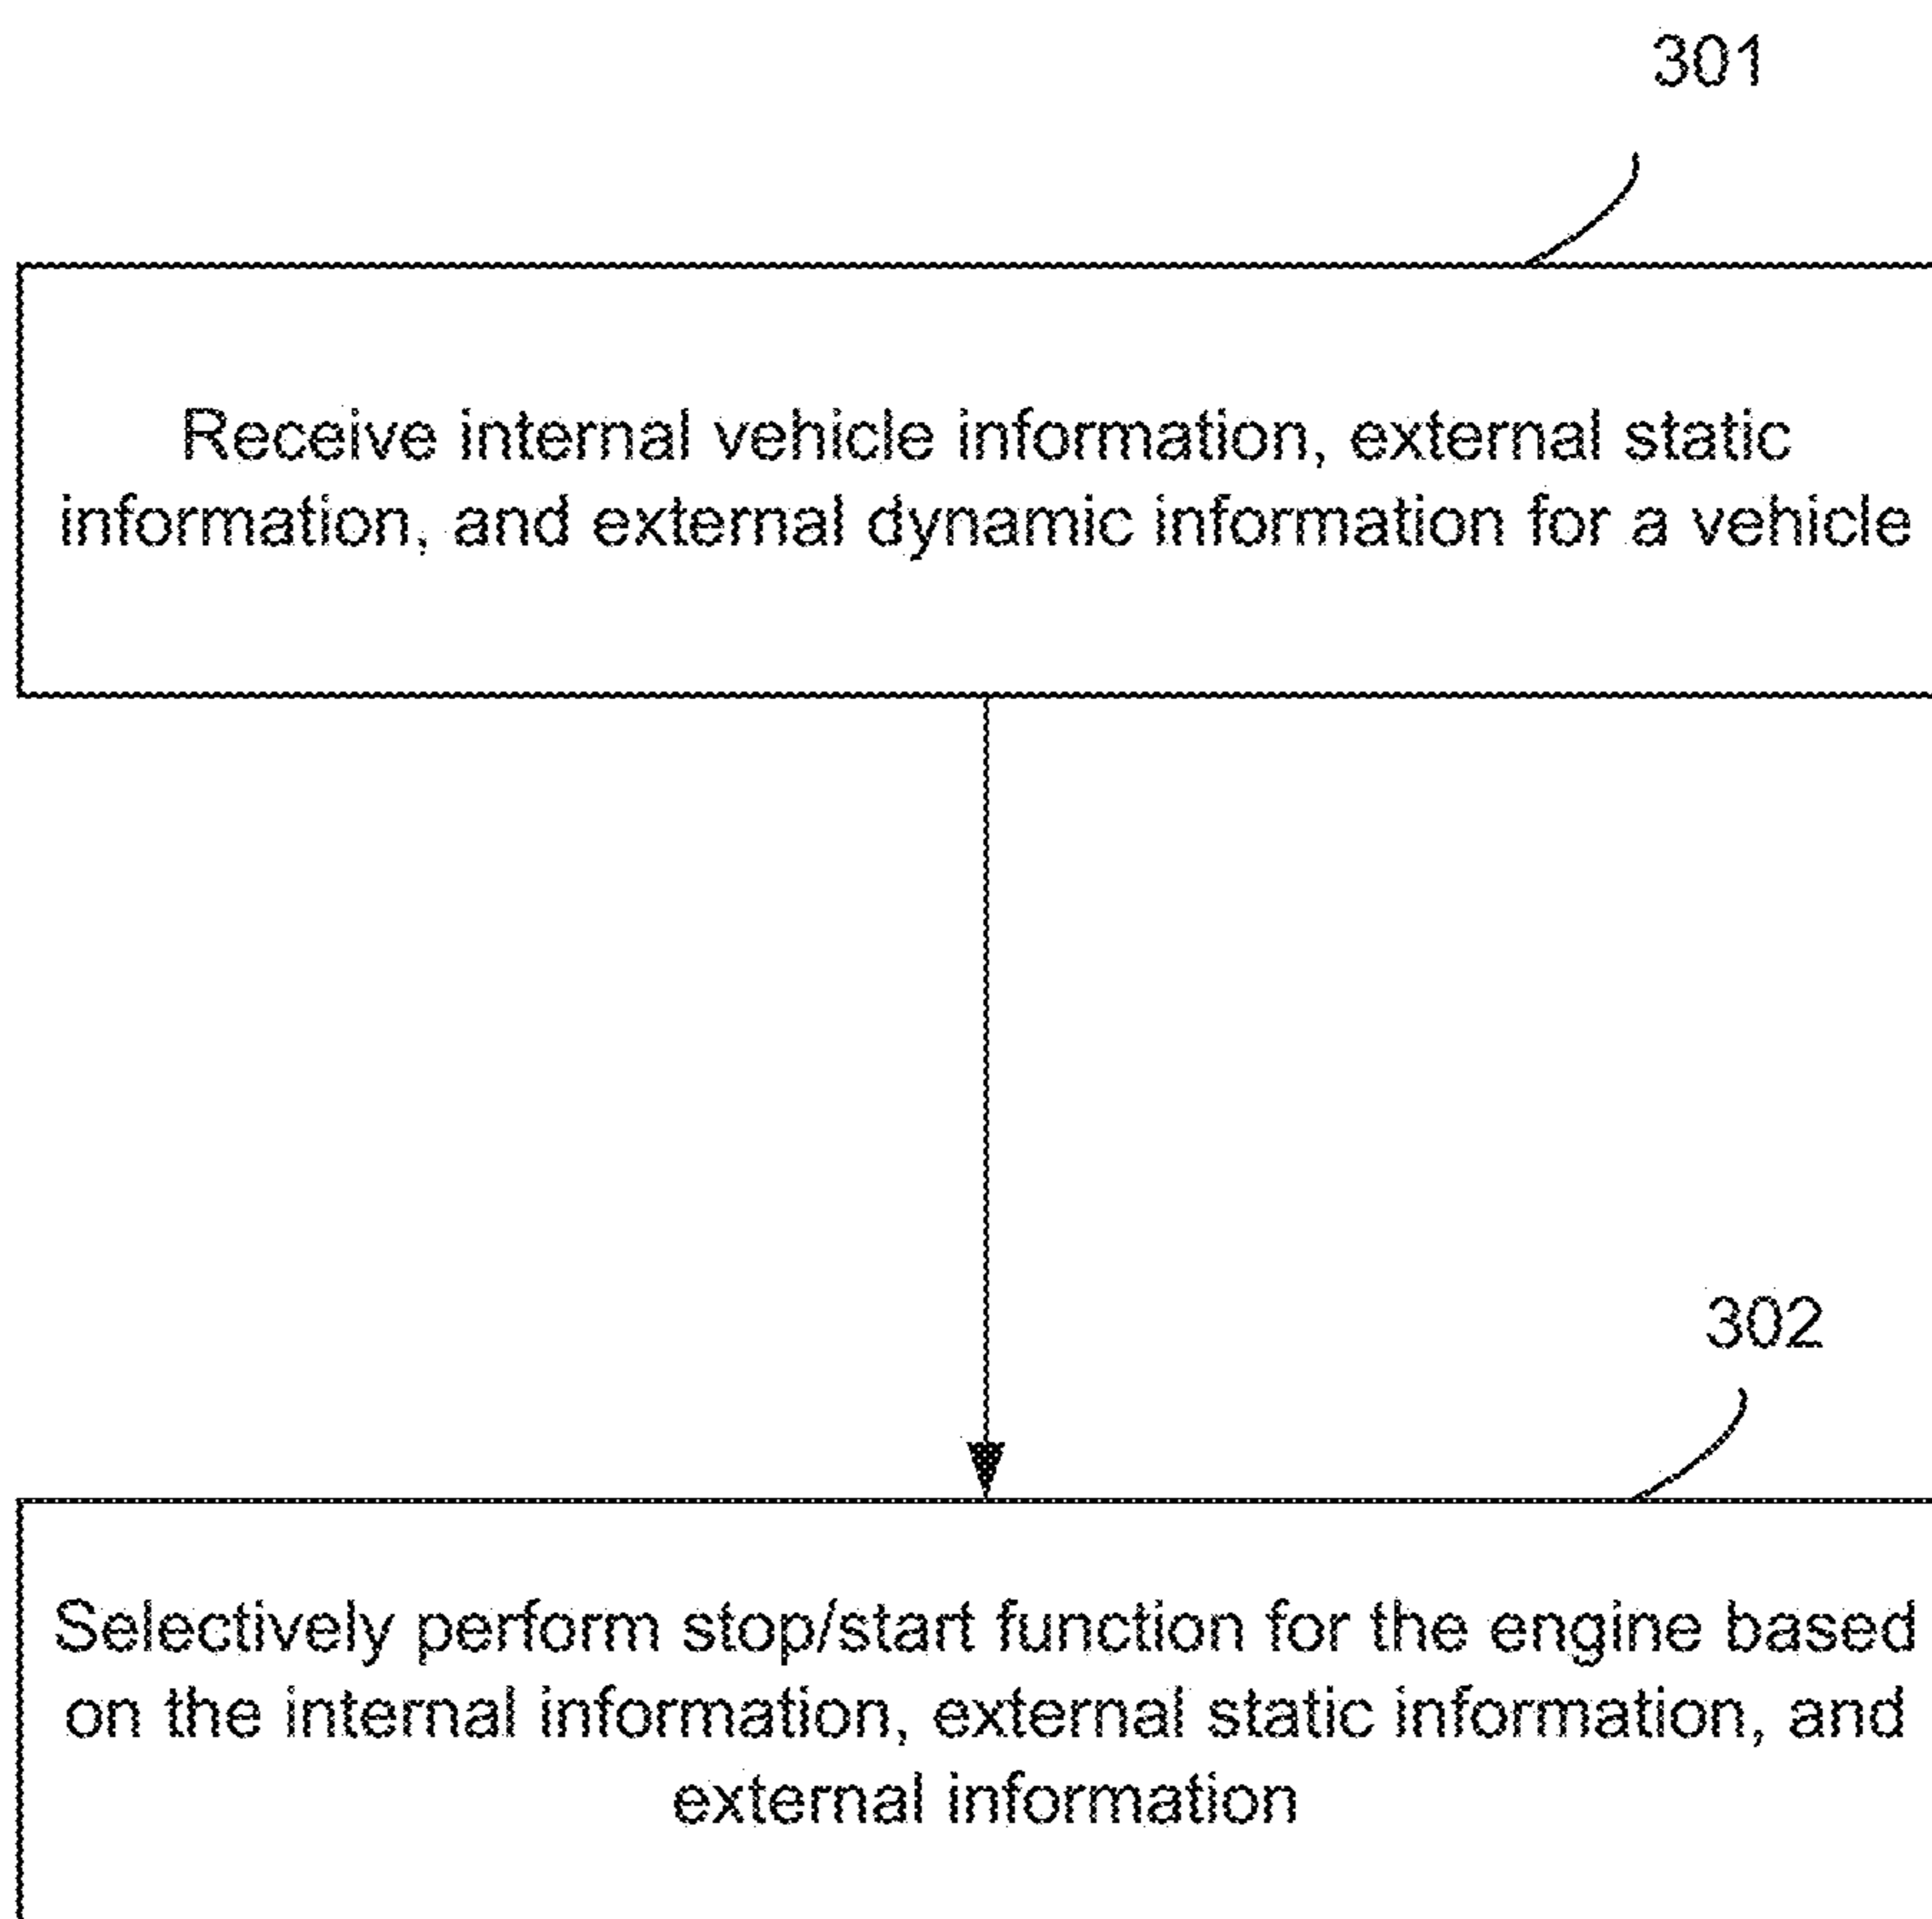 301
Receive internal vehicle information, external static
information, and external dynamic information for a vehicle
302
Selectively perform stop/start function for the engine based
on the internal information, external static information, and
external information